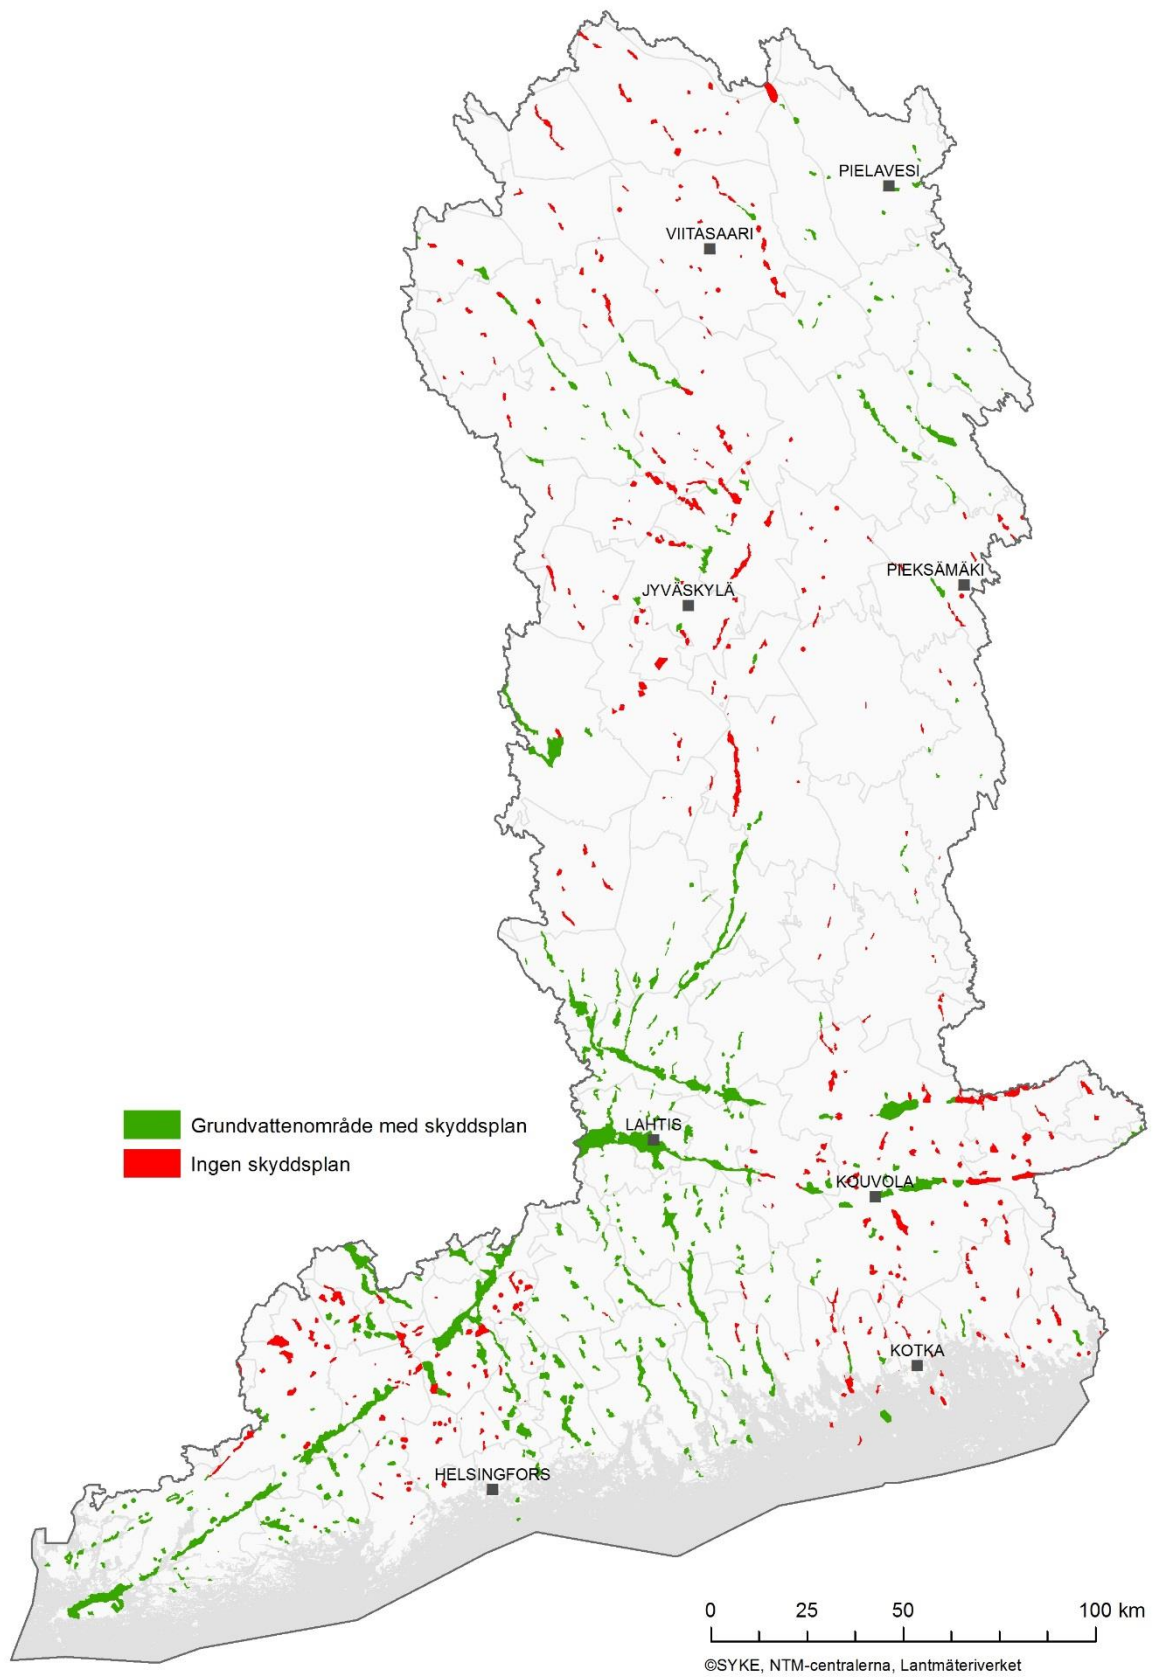 PIELAVESI
VIITASAARI
PIEKSÄMÄKI
JYVÄSKYLÄ
Grundvattenområde med skyddsplan
Ingen skyddsplan
LAHTIS
KOUVOLA
KOTKA
HELSINGFORS
0 25 50 100 km
©SYKE, NTM-centralerna, Lantmäteriverket